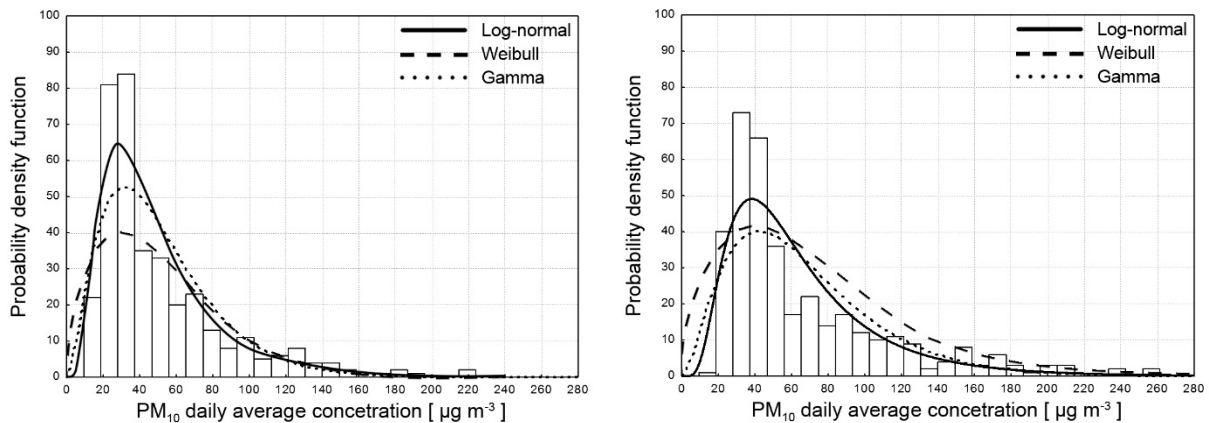 Probability density function
100
90
80
70
60
50
40
30
20
10
0
0 20 40 60 80 100 120 140 160 180 200 220 240 260 280
PM10 daily average concetration [ µg m-3 ]
Log-normal
Weibull
Gamma
Probability density function
100
90
80
70
60
50
40
30
20
10
0
0 20 40 60 80 100 120 140 160 180 200 220 240 260 280
PM10 daily average concetration [ µg m-3 ]
Log-normal
Weibull
Gamma